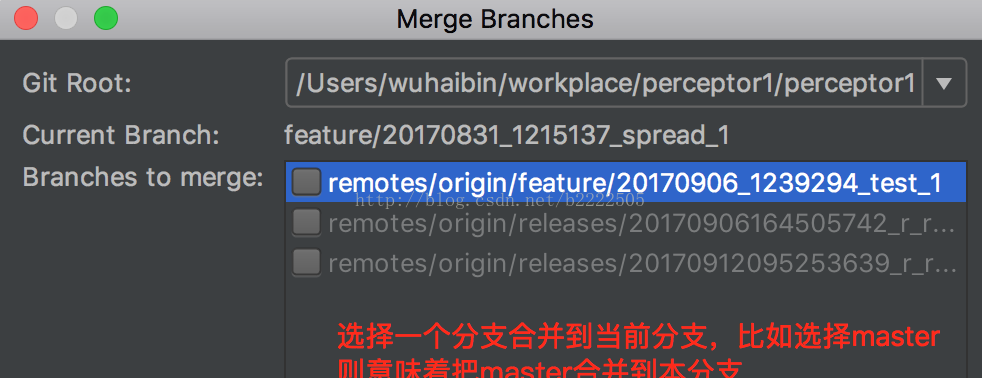 Merge Branches
Git Root: /Users/wuhaibin/workplace/perceptor1/perceptor1
Current Branch: feature/20170831_1215137_spread_1
Branches to merge: remotes/origin/feature/20170906_1239294_test_1
http://blog.csdn.net/b2222505
remotes/origin/releases/20170906164505742_r_r...
remotes/origin/releases/20170912095253639_r_r...
选择一个分支合并到当前分支，比如选择master
则意味着把master合并到本分支